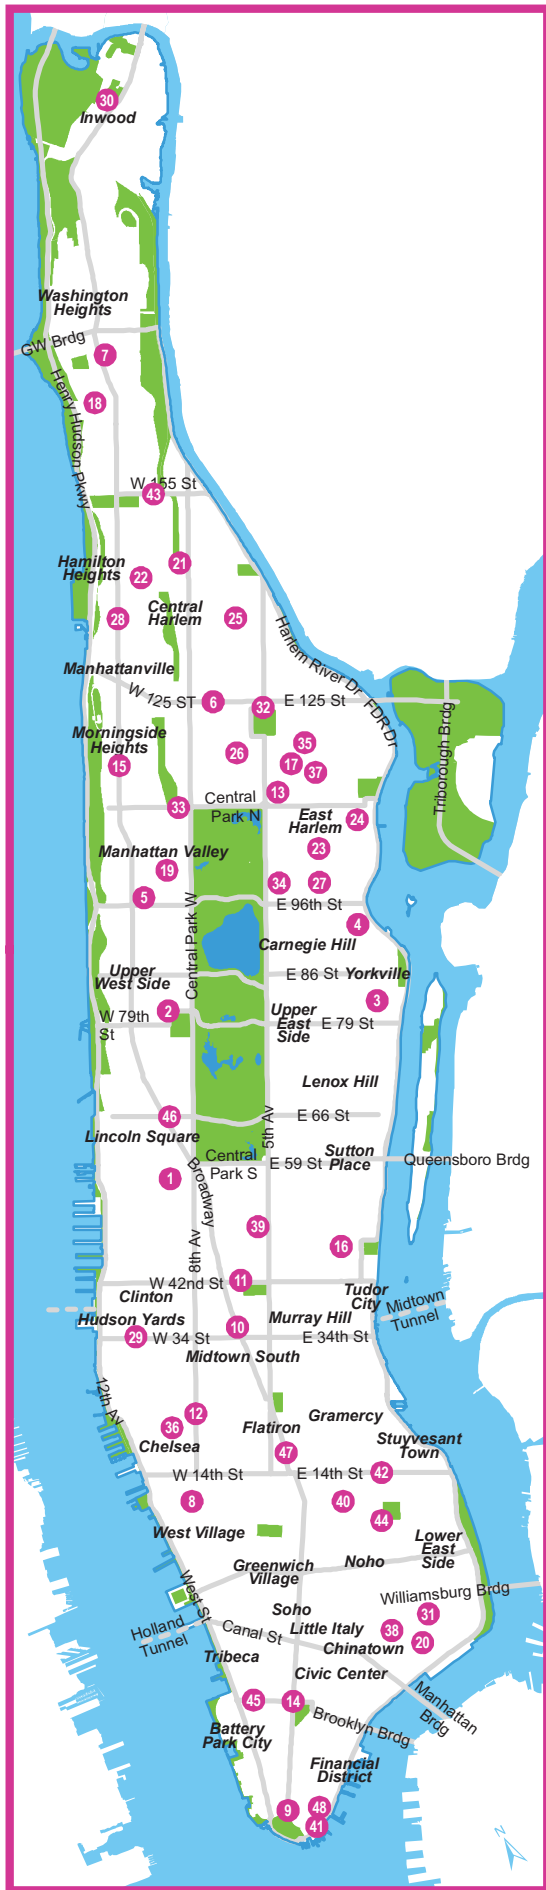 30
Inwood
Washington
Heights
GW Brdg
7
Henry Hudson Pkwy
18
W 155 St
43
Hamilton
Heights
21
22
Central
Harlem
28
25
Harlem River Dr
FDR Dr
Manhattanville
W 125 ST
6
32
E 125 St
Triborough Brdg
Morningside
Heights
15
26
35
17
37
13
33
Central
Park N
East
Harlem
24
23
Manhattan Valley
19
5
34
27
E 96th St
Central Park W
4
Carnegie Hill
Upper
West Side
E 86 St
Yorkville
3
2
W 79th
St
Upper
East
Side
E 79 St
Lenox Hill
46
5th Av
E 66 St
Lincoln Square
Central
Park S
E 59 St
Sutton
Place
Queensboro Brdg
1
Broadway
39
8th Av
16
W 42nd St
11
Clinton
Tudor
City
Midtown
Tunnel
Hudson Yards
29
W 34 St
10
Murray Hill
E 34th St
Midtown South
12th Av
12
36
Chelsea
Flatiron
Gramercy
47
Stuyvesant
Town
W 14th St
E 14th St
42
8
40
44
West Village
Lower
East
Side
Noho
Greenwich
Village
West St
Williamsburg Brdg
Soho
31
Holland
Tunnel
Canal St
Little Italy
38
20
Chinatown
Tribeca
Civic Center
Manhattan
Brdg
45
14
Brooklyn Brdg
Battery
Park City
Financial
District
9
48
41
N